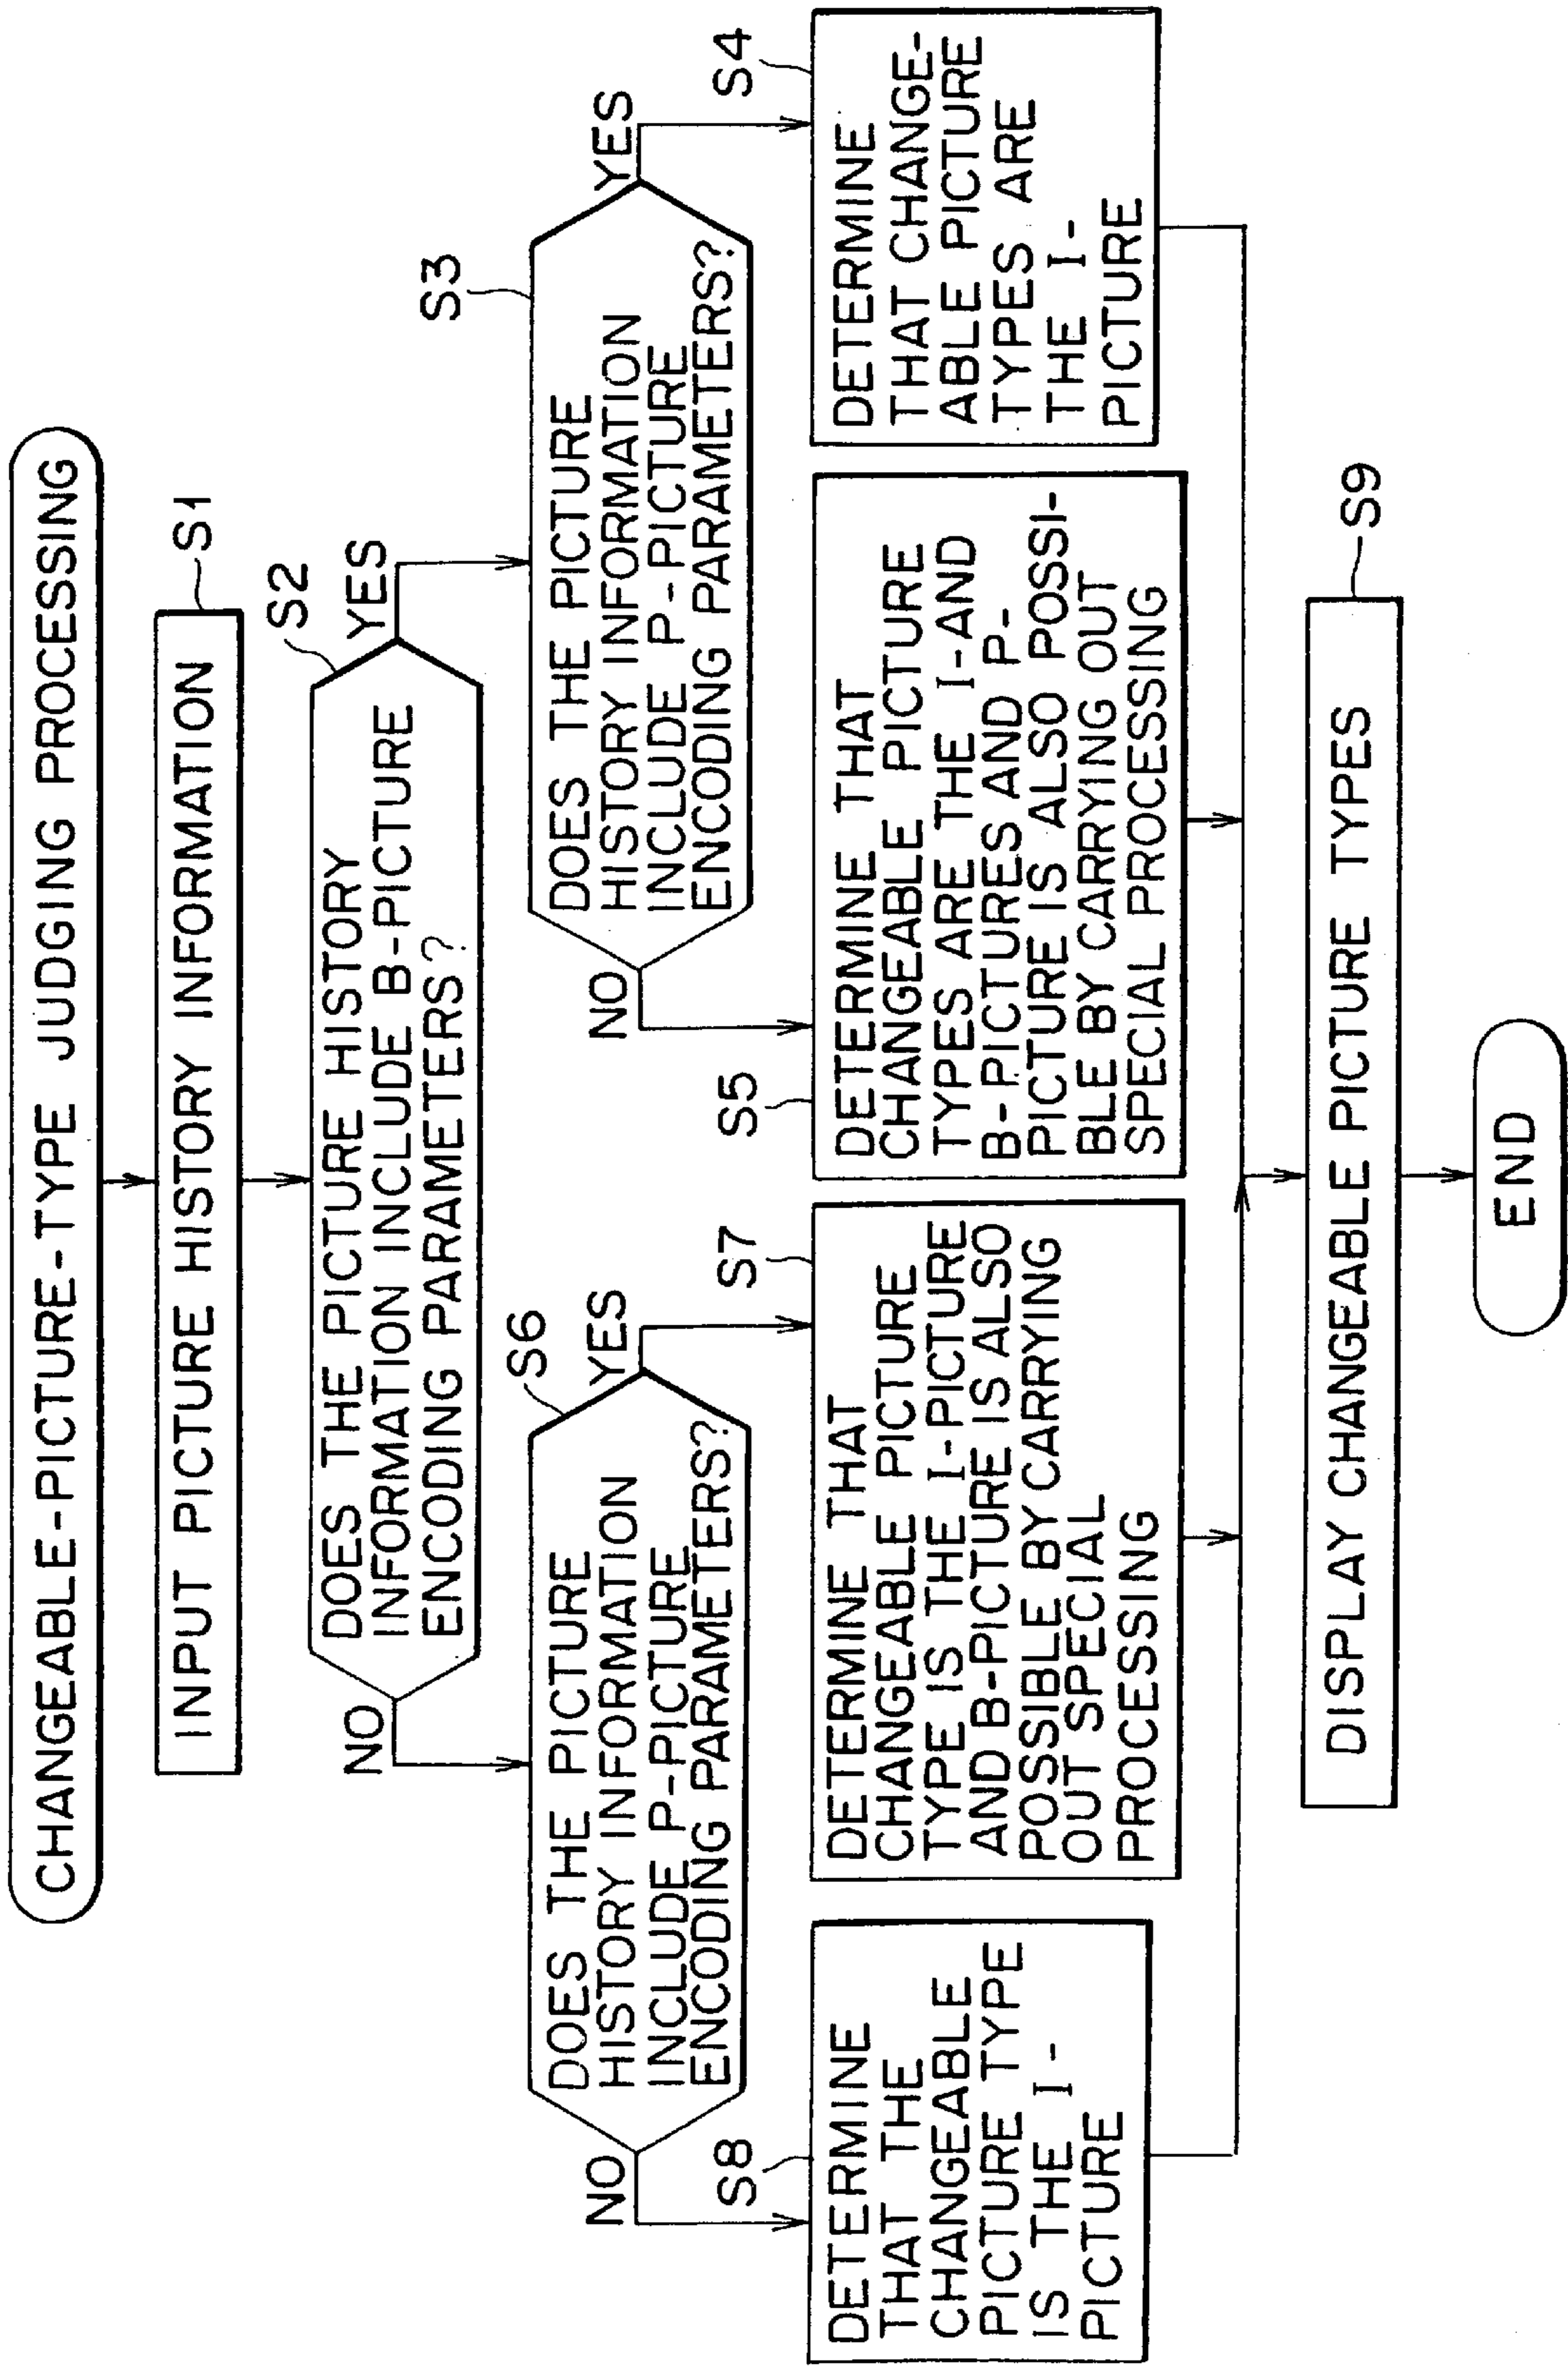 CHANGEABLE-PICTURE-TYPE JUDGING PROCESSING
INPUT PICTURE HISTORY INFORMATION
S1
S2
DOES THE PICTURE HISTORY
INFORMATION INCLUDE B-PICTURE
ENCODING PARAMETERS?
NO
YES
S6
DOES THE PICTURE
HISTORY INFORMATION
INCLUDE P-PICTURE
ENCODING PARAMETERS?
NO
YES
S3
DOES THE PICTURE
HISTORY INFORMATION
INCLUDE P-PICTURE
ENCODING PARAMETERS?
NO
YES
S8
DETERMINE
THAT THE
CHANGEABLE
PICTURE TYPE
IS THE I-
PICTURE
S7
DETERMINE THAT
CHANGEABLE PICTURE
TYPE IS THE I-PICTURE
AND B-PICTURE IS ALSO
POSSIBLE BY CARRYING
OUT SPECIAL
PROCESSING
S5
DETERMINE THAT
CHANGEABLE PICTURE
TYPES ARE THE I-AND
B-PICTURES AND P-
PICTURE IS ALSO POSSI-
BLE BY CARRYING OUT
SPECIAL PROCESSING
S4
DETERMINE
THAT CHANGE-
ABLE PICTURE
TYPES ARE
THE I-
PICTURE
DISPLAY CHANGEABLE PICTURE TYPES
S9
END